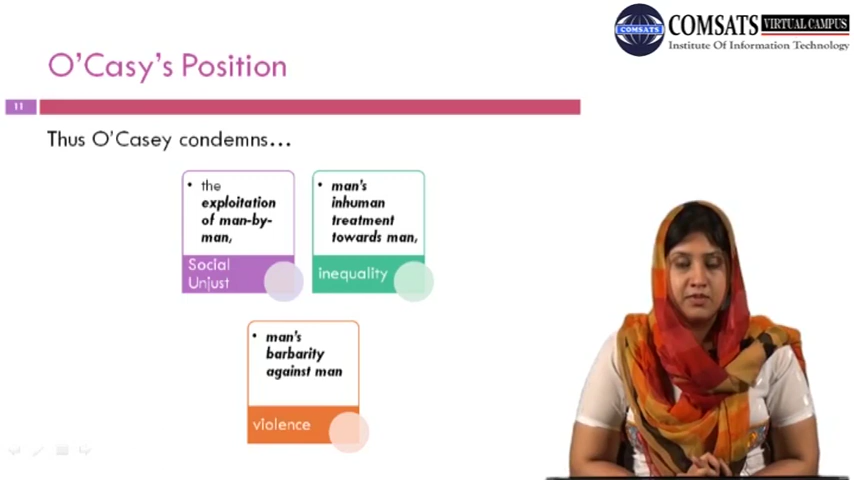 COMSATS VIRTUAL CAMPUS
COMSATS
Institute Of Information Technology
O'Casy's Position
11
Thus O'Casey condemns...
• the
exploitation
of man-by-
man,
Social
Unjust
• man's
inhuman
treatment
towards man,
inequality
• man's
barbarity
against man
violence